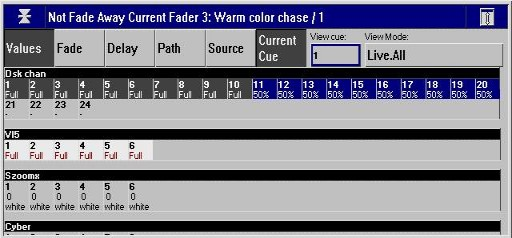 Not Fade Away Current Fader 3: Warm color chase / 1
Values Fade Delay Path Source Current Cue View cue: 1 View Mode: Live.All
Dsk chan
1 2 3 4 5 6 7 8 9 10 11 12 13 14 15 16 17 18 19 20
Full Full Full Full Full Full Full Full Full Full 50% 50% 50% 50% 50% 50% 50% 50% 50% 50%
21 22 23 24
- - - -
Vl5
1 2 3 4 5 6
Full Full Full Full Full Full
Szoomx
1 2 3 4 5 6
0 0 0 0 0 0
white white white white white white
Cyber